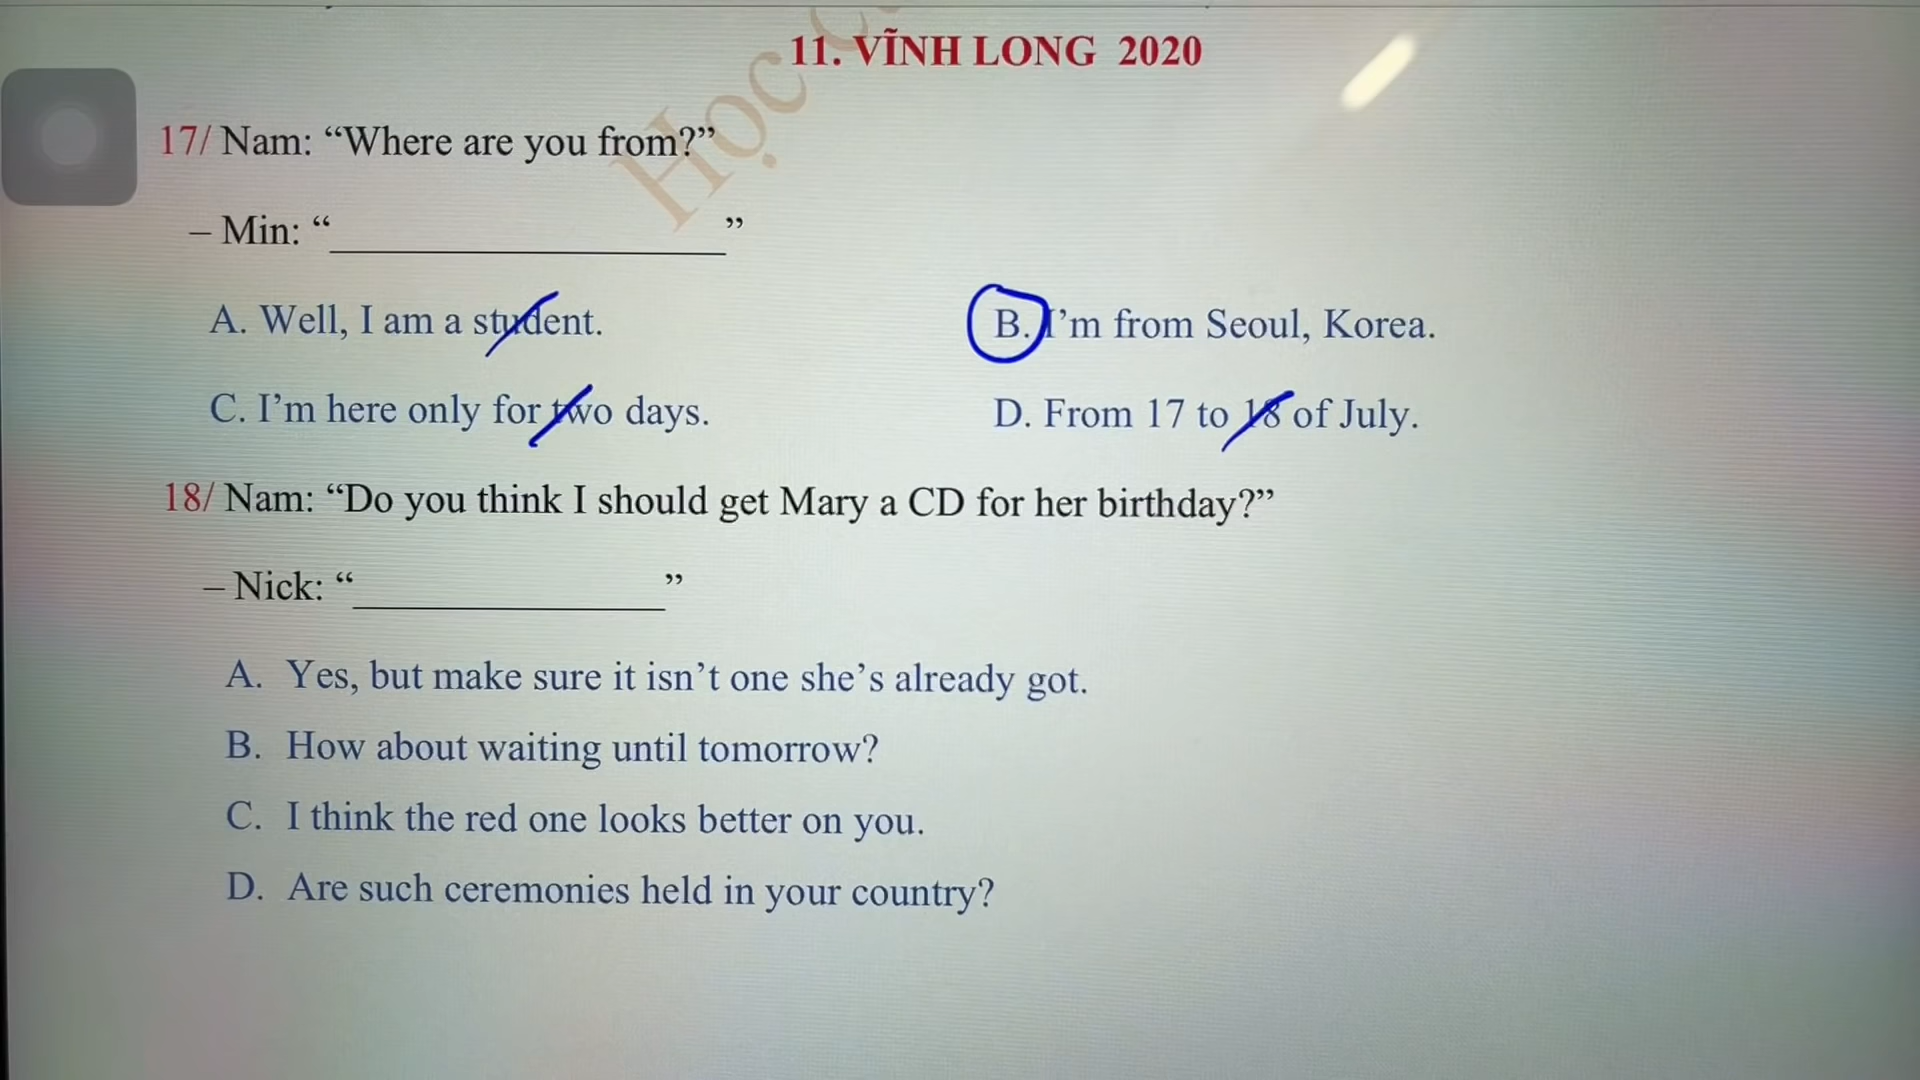 11. VĨNH LONG 2020
Học
17/ Nam: “Where are you from?”
– Min: “____________________”
A. Well, I am a student.
B. I’m from Seoul, Korea.
C. I’m here only for two days.
D. From 17 to 18 of July.
18/ Nam: “Do you think I should get Mary a CD for her birthday?”
– Nick: “________________”
A. Yes, but make sure it isn’t one she’s already got.
B. How about waiting until tomorrow?
C. I think the red one looks better on you.
D. Are such ceremonies held in your country?